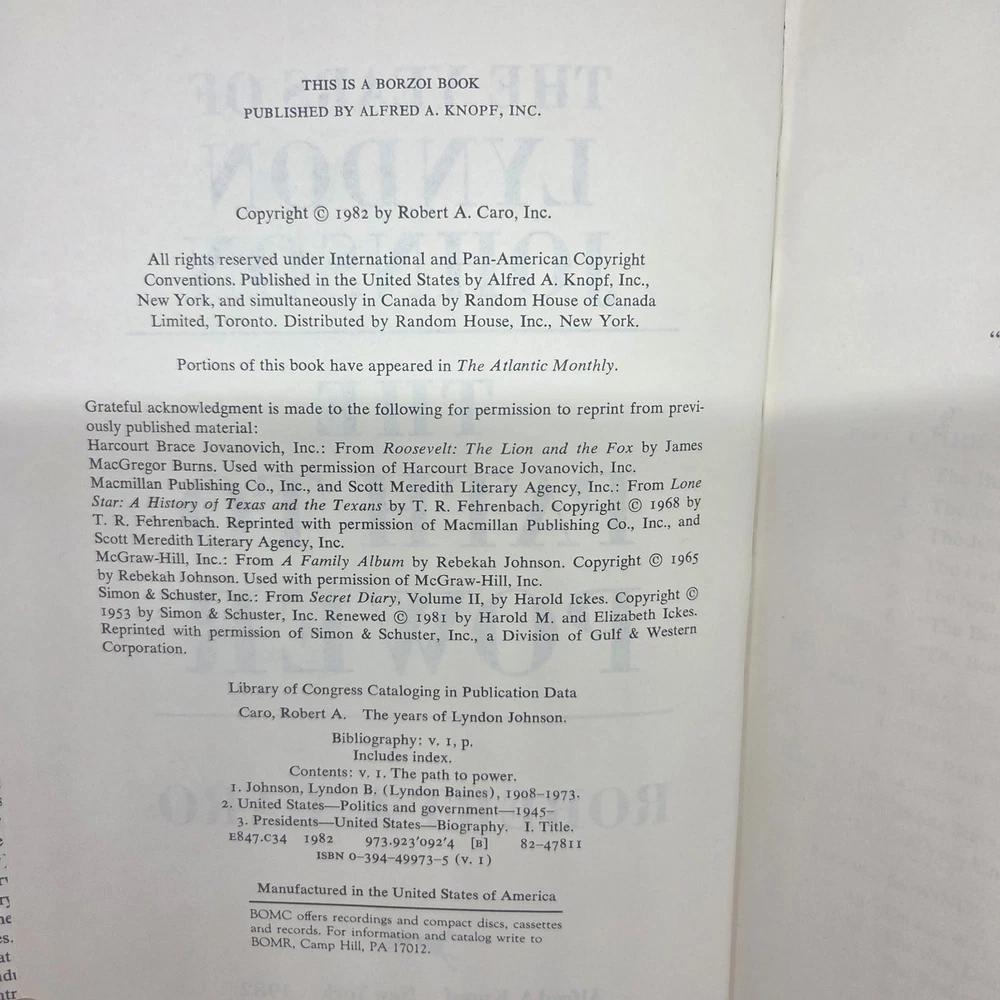 THIS IS A BORZOI BOOK
PUBLISHED BY ALFRED A. KNOPF, INC.
Copyright © 1982 by Robert A. Caro, Inc.
All rights reserved under International and Pan-American Copyright
Conventions. Published in the United States by Alfred A. Knopf, Inc.,
New York, and simultaneously in Canada by Random House of Canada
Limited, Toronto. Distributed by Random House, Inc., New York.
Portions of this book have appeared in The Atlantic Monthly.
Grateful acknowledgment is made to the following for permission to reprint from previ-
ously published material:
Harcourt Brace Jovanovich, Inc.: From Roosevelt: The Lion and the Fox by James
MacGregor Burns. Used with permission of Harcourt Brace Jovanovich, Inc.
Macmillan Publishing Co., Inc., and Scott Meredith Literary Agency, Inc.: From Lone
Star: A History of Texas and the Texans by T. R. Fehrenbach. Copyright © 1968 by
T. R. Fehrenbach. Reprinted with permission of Macmillan Publishing Co., Inc., and
Scott Meredith Literary Agency, Inc.
McGraw-Hill, Inc.: From A Family Album by Rebekah Johnson. Copyright © 1965
by Rebekah Johnson. Used with permission of McGraw-Hill, Inc.
Simon & Schuster, Inc.: From Secret Diary, Volume II, by Harold Ickes. Copyright ©
1953 by Simon & Schuster, Inc. Renewed © 1981 by Harold M. and Elizabeth Ickes.
Reprinted with permission of Simon & Schuster, Inc., a Division of Gulf & Western
Corporation.
Library of Congress Cataloging in Publication Data
Caro, Robert A. The years of Lyndon Johnson.
Bibliography: v. 1, p.
Includes index.
Contents: v. 1. The path to power.
1. Johnson, Lyndon B. (Lyndon Baines), 1908-1973.
2. United States—Politics and government—1945-
3. Presidents—United States—Biography. I. Title.
E847.C34 1982 973.923'092'4 [B] 82-47811
ISBN 0-394-49973-5 (v. 1)
Manufactured in the United States of America
BOMC offers recordings and compact discs, cassettes
and records. For information and catalog write to
BOMR, Camp Hill, PA 17012.